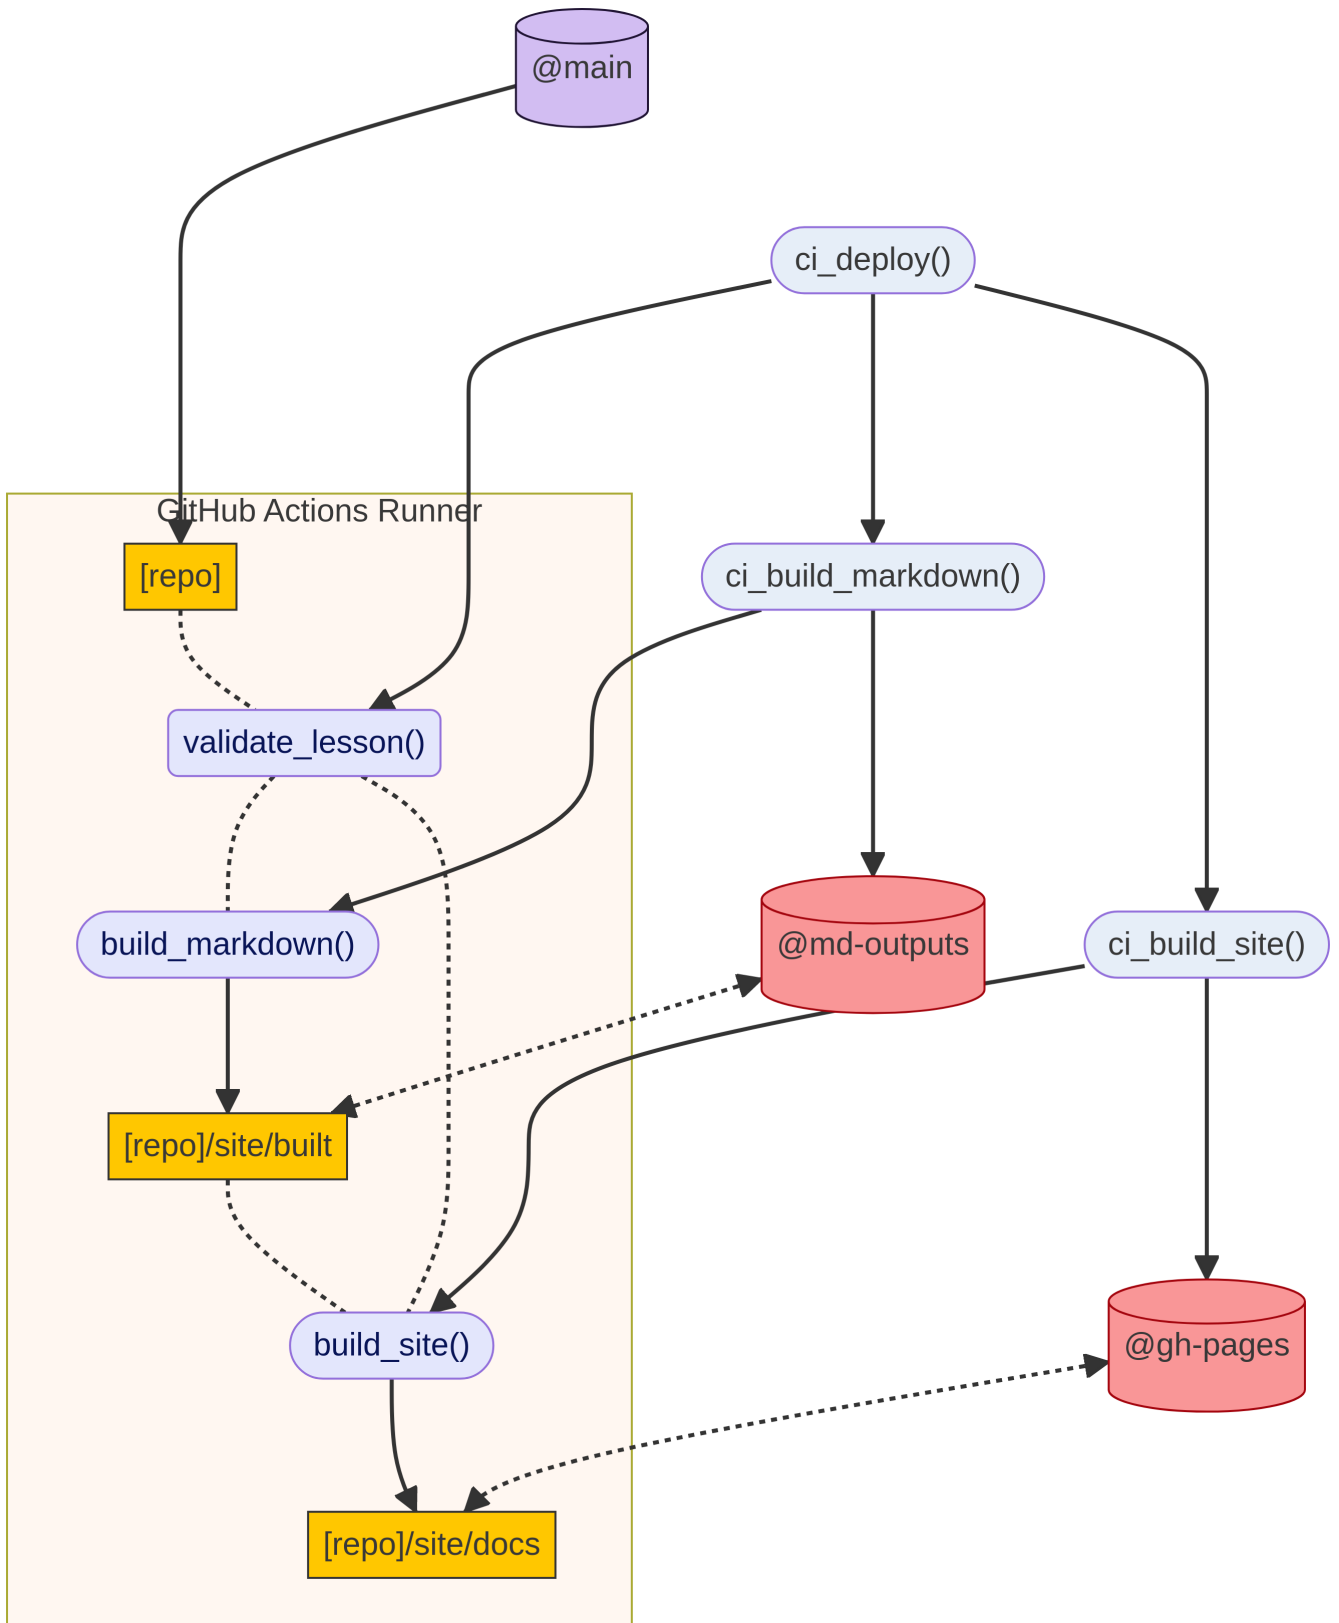 @main
ci_deploy()
GitHub Actions Runner
[repo]
ci_build_markdown()
validate_lesson()
build_markdown()
@md-outputs
ci_build_site()
[repo]/site/built
build_site()
@gh-pages
[repo]/site/docs